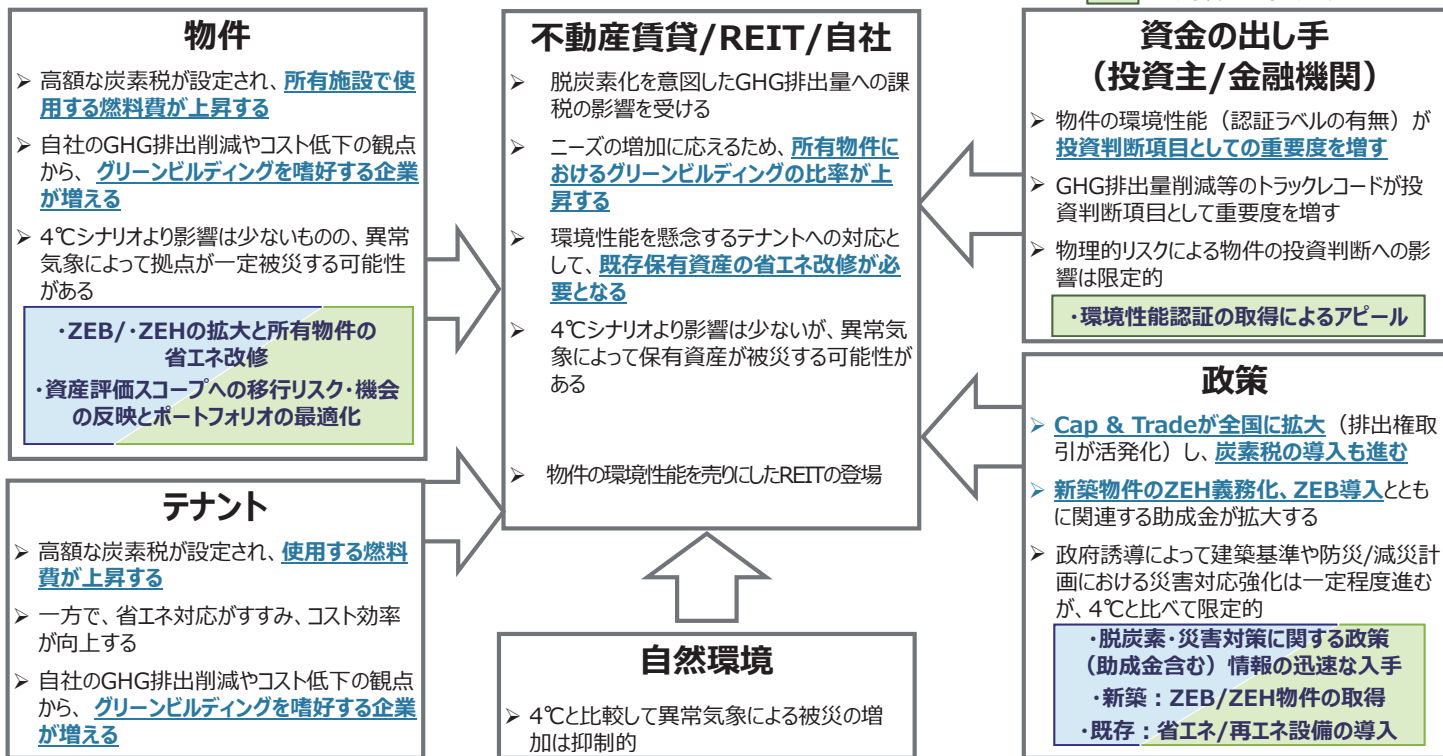 物件
➢ 高額な炭素税が設定され、所有施設で使
用する燃料費が上昇する
➢ 自社のGHG排出削減やコスト低下の観点
から、グリーンビルディングを嗜好する企業
が増える
➢ 4℃シナリオより影響は少ないものの、異常
気象によって拠点が一定被災する可能性
がある
・ZEB/・ZEHの拡大と所有物件の
省エネ改修
・資産評価スコープへの移行リスク・機会
の反映とポートフォリオの最適化
テナント
➢ 高額な炭素税が設定され、使用する燃料
費が上昇する
➢ 一方で、省エネ対応がすすみ、コスト効率
が向上する
➢ 自社のGHG排出削減やコスト低下の観点
から、グリーンビルディングを嗜好する企業
が増える
不動産賃貸/REIT/自社
➢ 脱炭素化を意図したGHG排出量への課
税の影響を受ける
➢ ニーズの増加に応えるため、所有物件に
おけるグリーンビルディングの比率が上
昇する
➢ 環境性能を懸念するテナントへの対応と
して、既存保有資産の省エネ改修が必
要となる
➢ 4℃シナリオより影響は少ないが、異常気
象によって保有資産が被災する可能性が
ある
➢ 物件の環境性能を売りにしたREITの登場
自然環境
➢ 4℃と比較して異常気象による被災の増
加は抑制的
資金の出し手
（投資主/金融機関）
➢ 物件の環境性能（認証ラベルの有無）が
投資判断項目としての重要度を増す
➢ GHG排出量削減等のトラックレコードが投
資判断項目として重要度を増す
➢ 物理的リスクによる物件の投資判断への影
響は限定的
・環境性能認証の取得によるアピール
政策
➢ Cap & Tradeが全国に拡大（排出権取
引が活発化）し、炭素税の導入も進む
➢ 新築物件のZEH義務化、ZEB導入ととも
に関連する助成金が拡大する
➢ 政府誘導によって建築基準や防災/減災計
画における災害対応強化は一定程度進む
が、4℃と比べて限定的
・脱炭素・災害対策に関する政策
（助成金含む）情報の迅速な入手
・新築：ZEB/ZEH物件の取得
・既存：省エネ/再エネ設備の導入